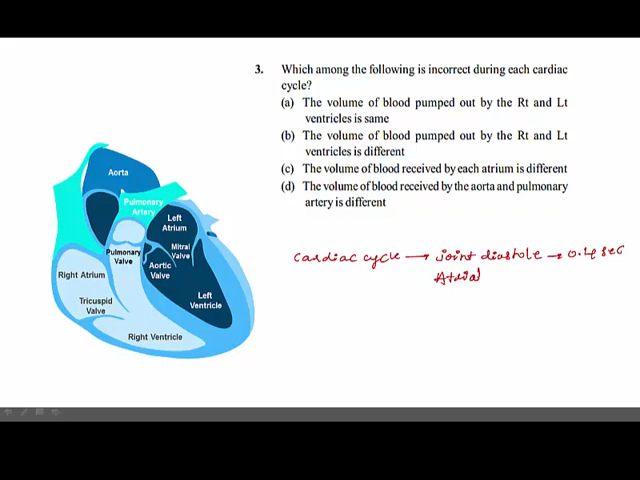 3. Which among the following is incorrect during each cardiac
cycle?
(a) The volume of blood pumped out by the Rt and Lt
ventricles is same
(b) The volume of blood pumped out by the Rt and Lt
ventricles is different
(c) The volume of blood received by each atrium is different
(d) The volume of blood received by the aorta and pulmonary
artery is different
cardiac cycle → joint diastole → 0.4 sec
Atrial
Aorta
Pulmonary
Artery
Left
Atrium
Mitral
Valve
Pulmonary
Valve
Aortic
Valve
Right Atrium
Left
Ventricle
Tricuspid
Valve
Right Ventricle